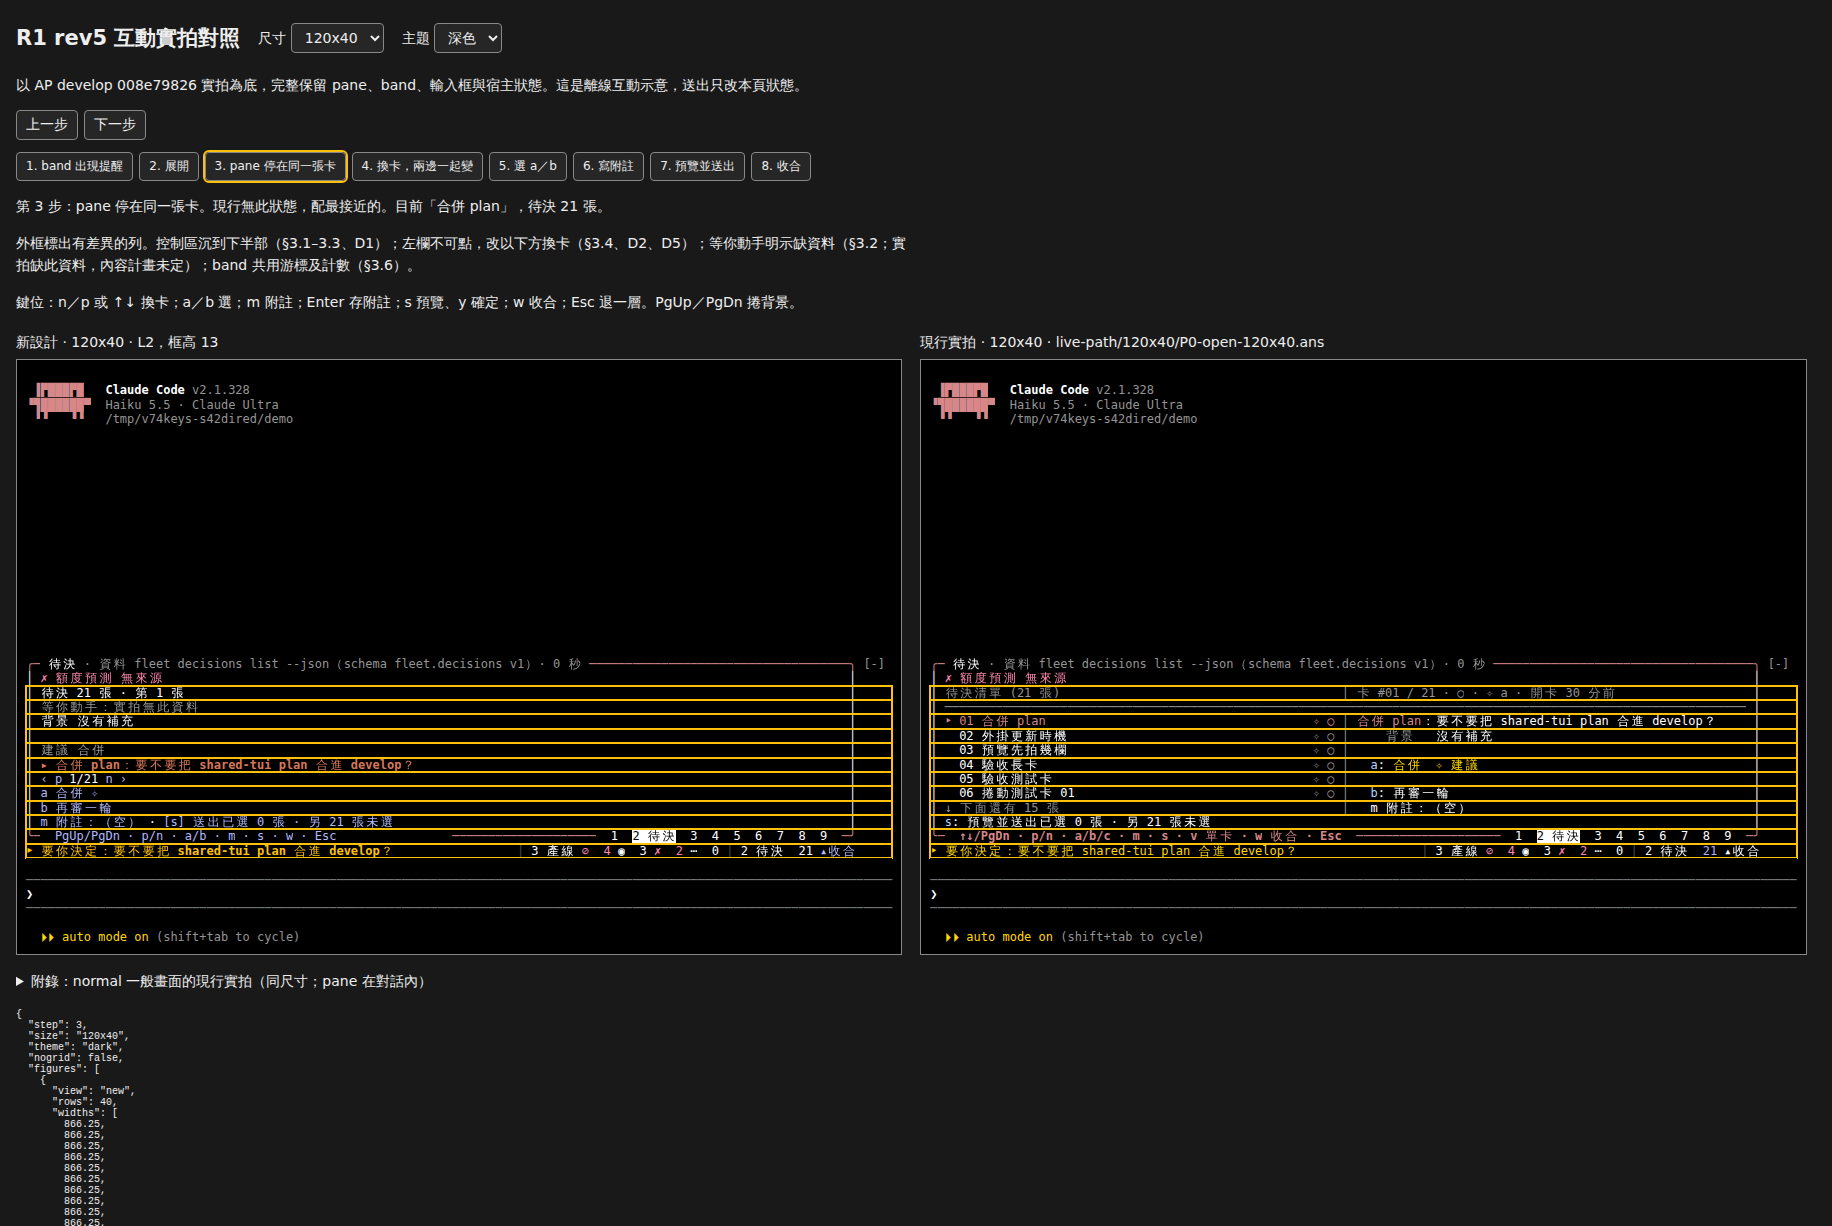 R1 rev5 互動實拍對照 尺寸 120x40 主題 深色
以 AP develop 008e79826 實拍為底，完整保留 pane、band、輸入框與宿主狀態。這是離線互動示意，送出只改本頁狀態。
上一步 下一步
1. band 出現提醒 2. 展開 3. pane 停在同一張卡 4. 換卡，兩邊一起變 5. 選 a／b 6. 寫附註 7. 預覽並送出 8. 收合
第 3 步：pane 停在同一張卡。現行無此狀態，配最接近的。目前「合併 plan」，待決 21 張。
外框標出有差異的列。控制區沉到下半部（§3.1–3.3、D1）；左欄不可點，改以下方換卡（§3.4、D2、D5）；等你動手明示缺資料（§3.2；實
拍缺此資料，內容計畫未定）；band 共用游標及計數（§3.6）。
鍵位：n／p 或 ↑↓ 換卡；a／b 選；m 附註；Enter 存附註；s 預覽、y 確定；w 收合；Esc 退一層。PgUp／PgDn 捲背景。
新設計 · 120x40 · L2，框高 13
Claude Code v2.1.328
Haiku 5.5 · Claude Ultra
/tmp/v74keys-s42dired/demo
待決 · 資料 fleet decisions list --json（schema fleet.decisions v1）· 0 秒 [-]
✗ 額度預測 無來源
待決 21 張 · 第 1 張
等你動手：實拍無此資料
背景 沒有補充
建議 合併
▸ 合併 plan：要不要把 shared-tui plan 合進 develop？
‹ p 1/21 n ›
a 合併 ✧
b 再審一輪
m 附註：（空） · [s] 送出已選 0 張 · 另 21 張未選
PgUp/PgDn · p/n · a/b · m · s · w · Esc 1 2 待決 3 4 5 6 7 8 9
▸ 要你決定：要不要把 shared-tui plan 合進 develop？ | 3 產線 ⊘ 4 ◉ 3 ✗ 2 ⋯ 0 | 2 待決 21 ▴收合
❯
⏵⏵ auto mode on (shift+tab to cycle)
現行實拍 · 120x40 · live-path/120x40/P0-open-120x40.ans
Claude Code v2.1.328
Haiku 5.5 · Claude Ultra
/tmp/v74keys-s42dired/demo
待決 · 資料 fleet decisions list --json（schema fleet.decisions v1）· 0 秒 [-]
✗ 額度預測 無來源
待決清單 (21 張) | 卡 #01 / 21 · ○ · ✧ a · 開卡 30 分前
‣ 01 合併 plan ✧ ○ | 合併 plan：要不要把 shared-tui plan 合進 develop？
02 外掛更新時機 ✧ ○ | 背景 沒有補充
03 預覽先拍幾欄 ✧ ○ |
04 驗收長卡 ✧ ○ | a: 合併 ✧ 建議
05 驗收測試卡 ✧ ○ |
06 捲動測試卡 01 ✧ ○ | b: 再審一輪
↓ 下面還有 15 張 | m 附註：（空）
s: 預覽並送出已選 0 張 · 另 21 張未選
↑↓/PgDn · p/n · a/b/c · m · s · v 單卡 · w 收合 · Esc 1 2 待決 3 4 5 6 7 8 9
▸ 要你決定：要不要把 shared-tui plan 合進 develop？ | 3 產線 ⊘ 4 ◉ 3 ✗ 2 ⋯ 0 | 2 待決 21 ▴收合
❯
⏵⏵ auto mode on (shift+tab to cycle)
▶ 附錄：normal 一般畫面的現行實拍（同尺寸；pane 在對話內）
{
"step": 3,
"size": "120x40",
"theme": "dark",
"nogrid": false,
"figures": [
{
"view": "new",
"rows": 40,
"widths": [
866.25,
866.25,
866.25,
866.25,
866.25,
866.25,
866.25,
866.25,
866.25,
866.25,